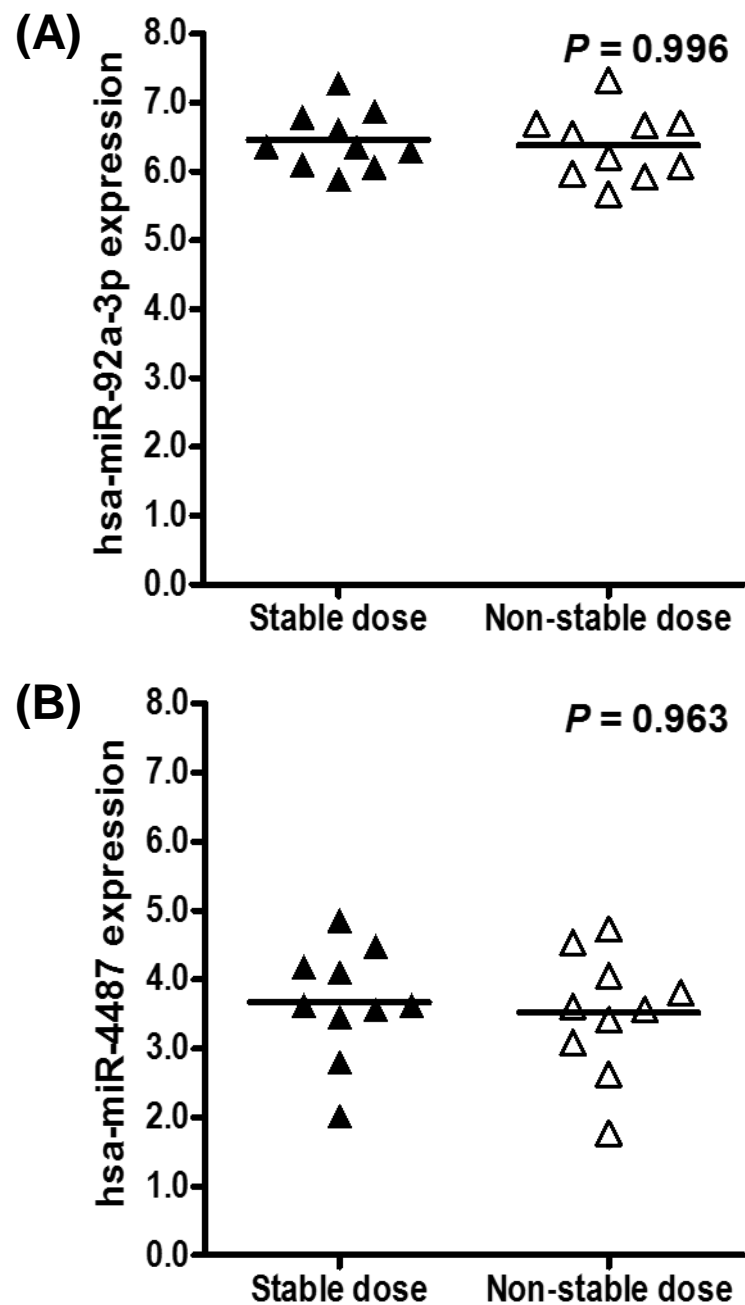 (A)
P = 0.996
hsa-miR-92a-3p expression
8.0
7.0
6.0
5.0
4.0
3.0
2.0
1.0
0.0
Stable dose
Non-stable dose
(B)
P = 0.963
hsa-miR-4487 expression
8.0
7.0
6.0
5.0
4.0
3.0
2.0
1.0
0.0
Stable dose
Non-stable dose